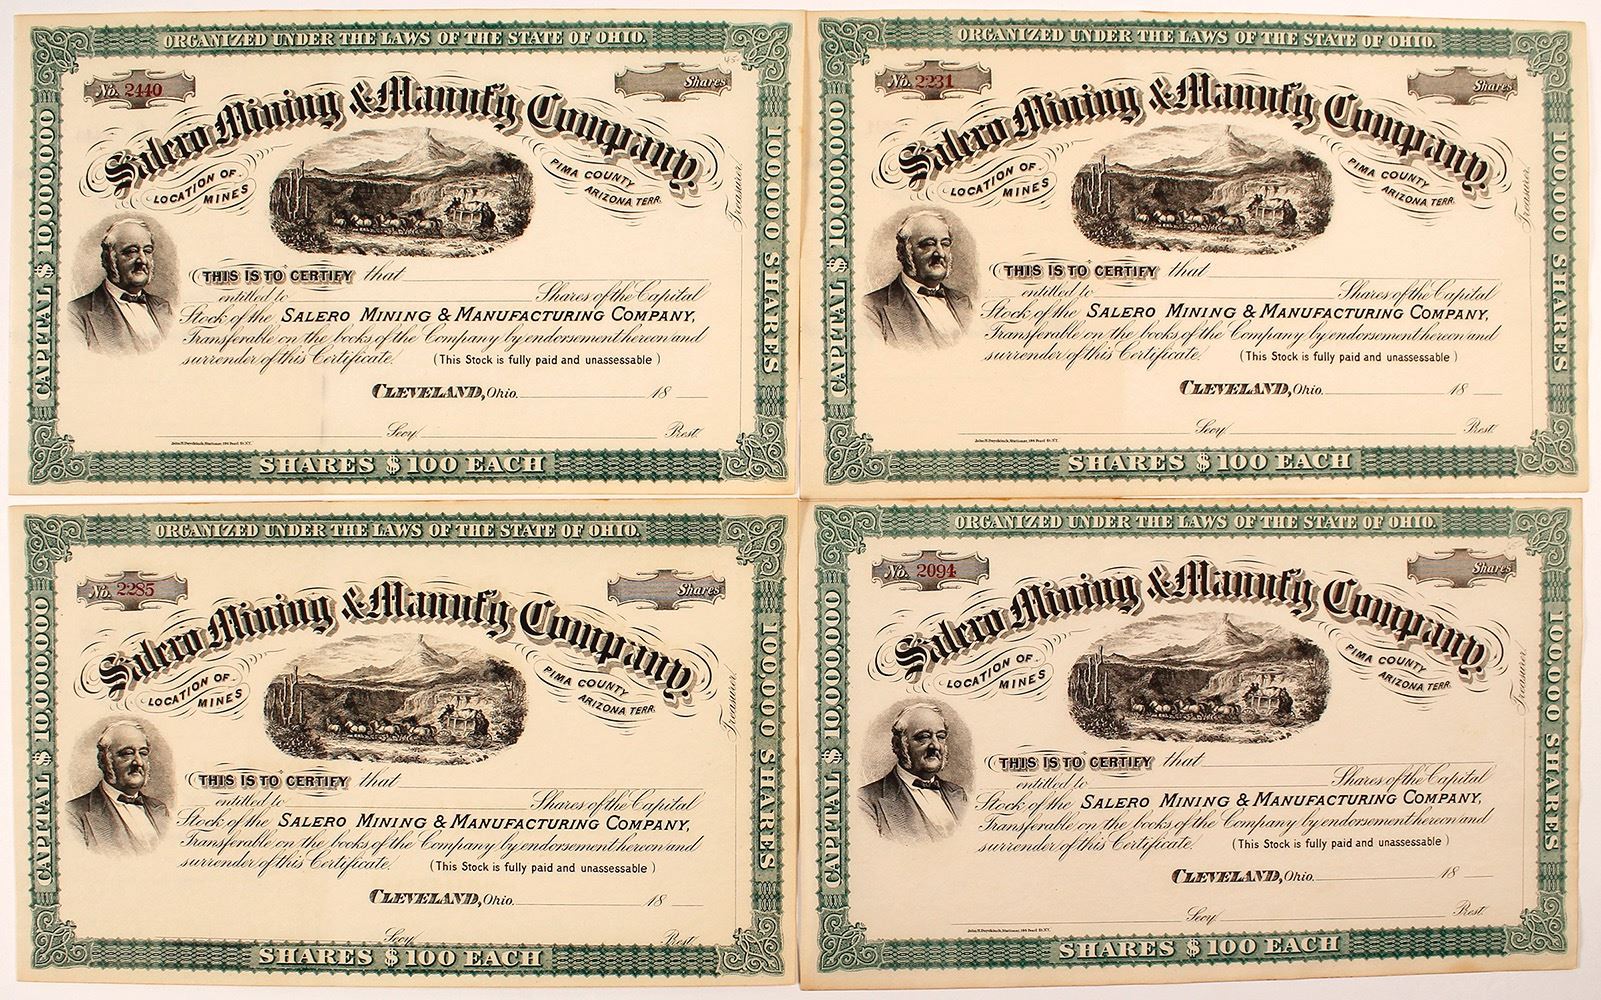 ORGANIZED UNDER THE LAWS OF THE STATE OF OHIO.
45-
No. 2440
Shares
Salero Mining & Manufg Company.
LOCATION OF MINES
PIMA COUNTY ARIZONA TERR.
CAPITAL $10,000,000
100,000 SHARES
Treasurer
THIS IS TO CERTIFY that
entitled to Shares of the Capital
Stock of the SALERO MINING & MANUFACTURING COMPANY,
Transferable on the books of the Company by endorsement hereon and
surrender of this Certificate. (This Stock is fully paid and unassessable)
CLEVELAND, Ohio. 18
Secy. Prest.
SHARES $100 EACH
ORGANIZED UNDER THE LAWS OF THE STATE OF OHIO.
No. 2231
Shares
Salero Mining & Manufg Company.
LOCATION OF MINES
PIMA COUNTY ARIZONA TERR.
CAPITAL $10,000,000
100,000 SHARES
Treasurer
THIS IS TO CERTIFY that
entitled to Shares of the Capital
Stock of the SALERO MINING & MANUFACTURING COMPANY,
Transferable on the books of the Company by endorsement hereon and
surrender of this Certificate. (This Stock is fully paid and unassessable)
CLEVELAND, Ohio. 18
Secy. Prest.
SHARES $100 EACH
ORGANIZED UNDER THE LAWS OF THE STATE OF OHIO.
No. 2285
Shares
Salero Mining & Manufg Company.
LOCATION OF MINES
PIMA COUNTY ARIZONA TERR.
CAPITAL $10,000,000
100,000 SHARES
Treasurer
THIS IS TO CERTIFY that
entitled to Shares of the Capital
Stock of the SALERO MINING & MANUFACTURING COMPANY,
Transferable on the books of the Company by endorsement hereon and
surrender of this Certificate. (This Stock is fully paid and unassessable)
CLEVELAND, Ohio. 18
Secy. Prest.
SHARES $100 EACH
ORGANIZED UNDER THE LAWS OF THE STATE OF OHIO.
No. 2094
Shares
Salero Mining & Manufg Company.
LOCATION OF MINES
PIMA COUNTY ARIZONA TERR.
CAPITAL $10,000,000
100,000 SHARES
Treasurer
THIS IS TO CERTIFY that
entitled to Shares of the Capital
Stock of the SALERO MINING & MANUFACTURING COMPANY,
Transferable on the books of the Company by endorsement hereon and
surrender of this Certificate. (This Stock is fully paid and unassessable)
CLEVELAND, Ohio. 18
Secy. Prest.
SHARES $100 EACH